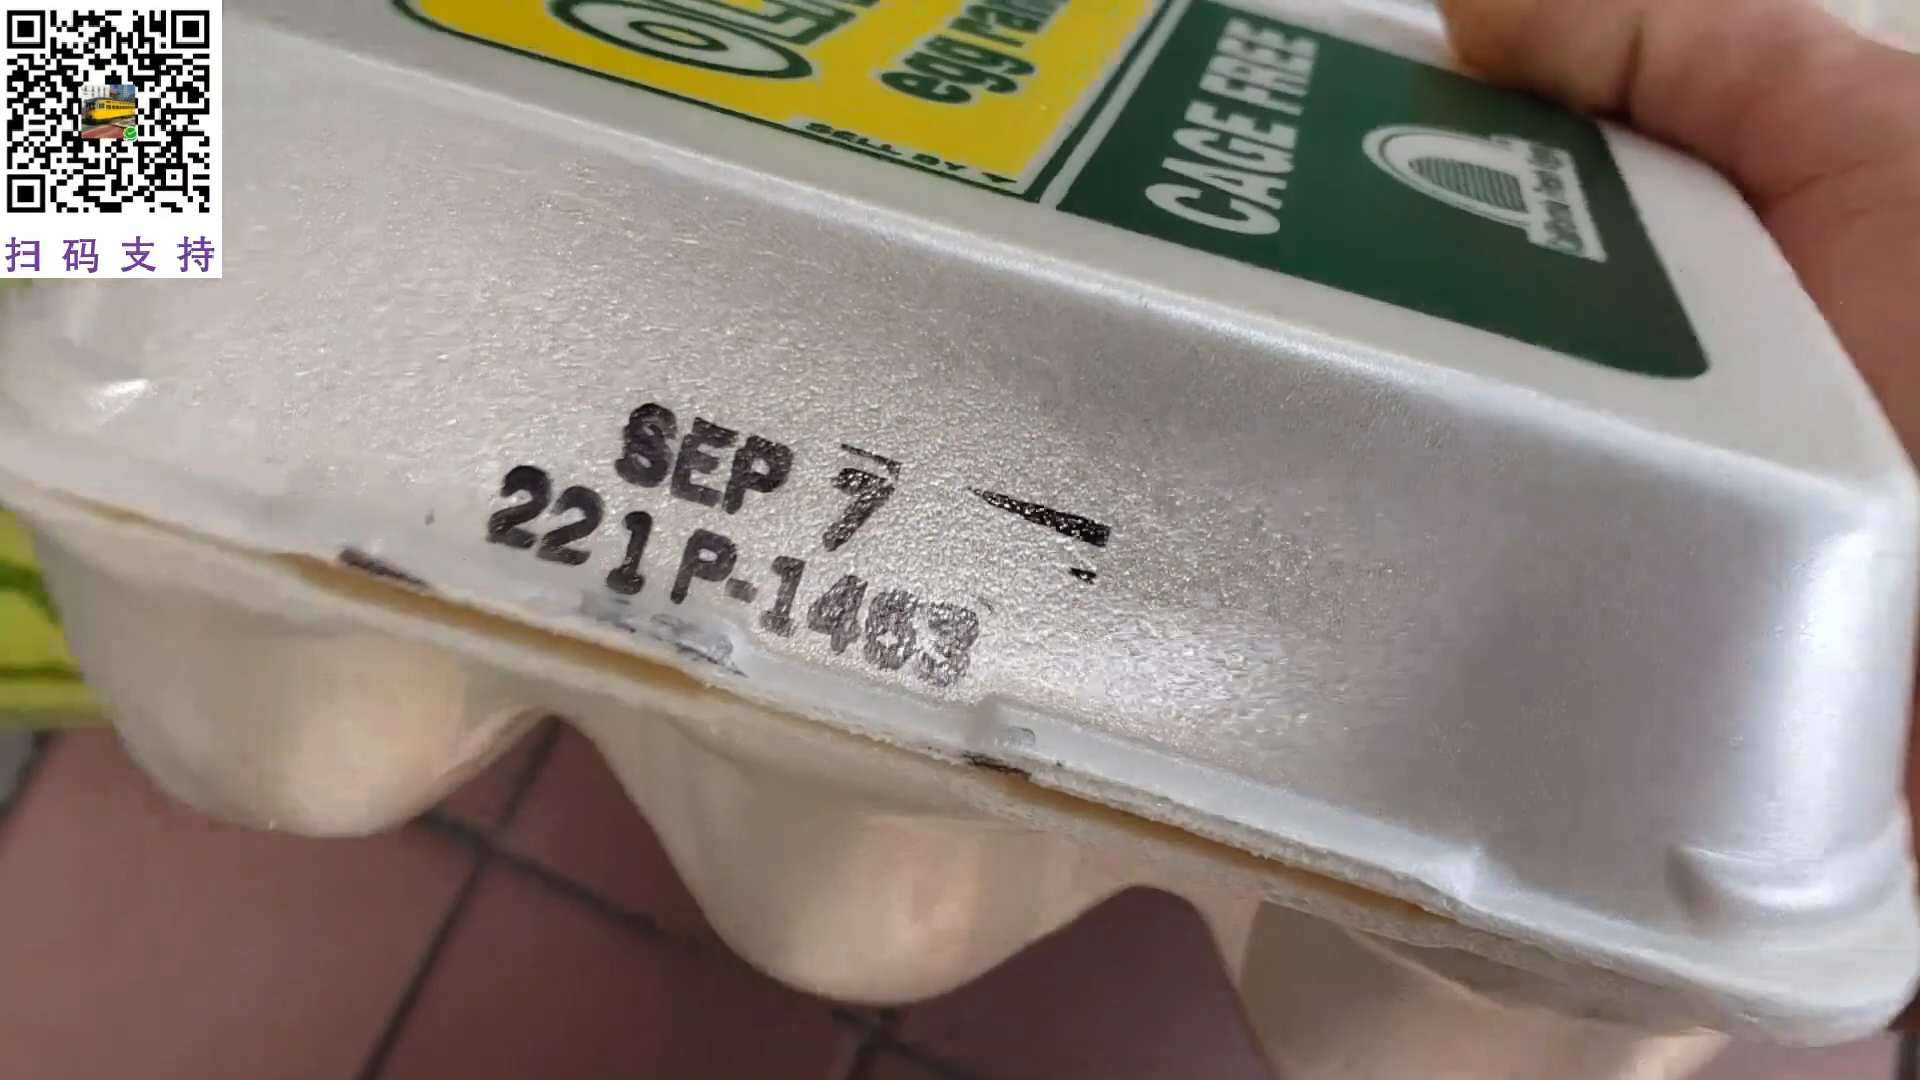 扫码支持
egg
CAGE FREE
SELL BY
SEP 7
221 P-1463